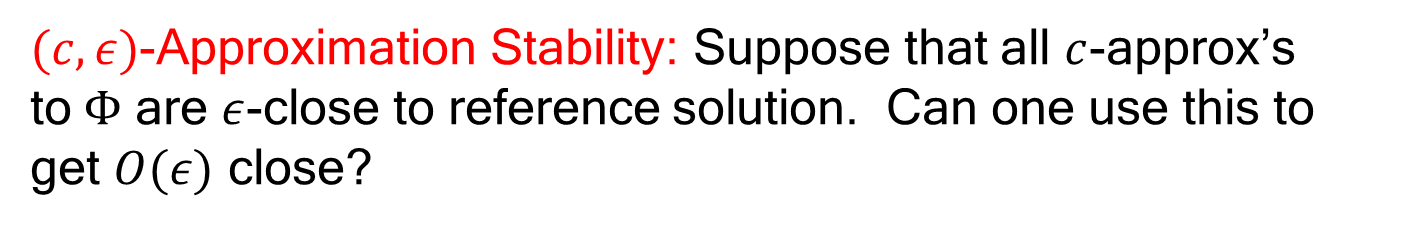 (c, ϵ)-Approximation Stability: Suppose that all c-approx’s
to Φ are ϵ-close to reference solution.  Can one use this to
get O(ϵ) close?